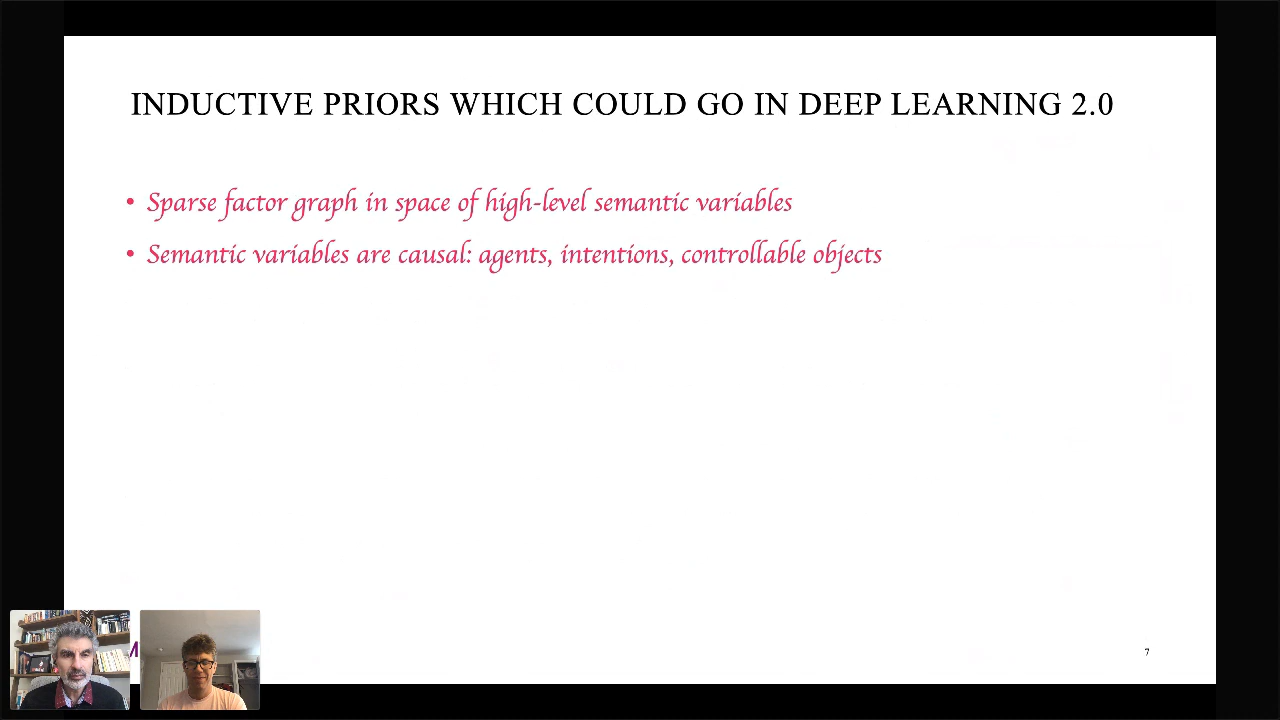 INDUCTIVE PRIORS WHICH COULD GO IN DEEP LEARNING 2.0
• Sparse factor graph in space of high-level semantic variables
• Semantic variables are causal: agents, intentions, controllable objects
7